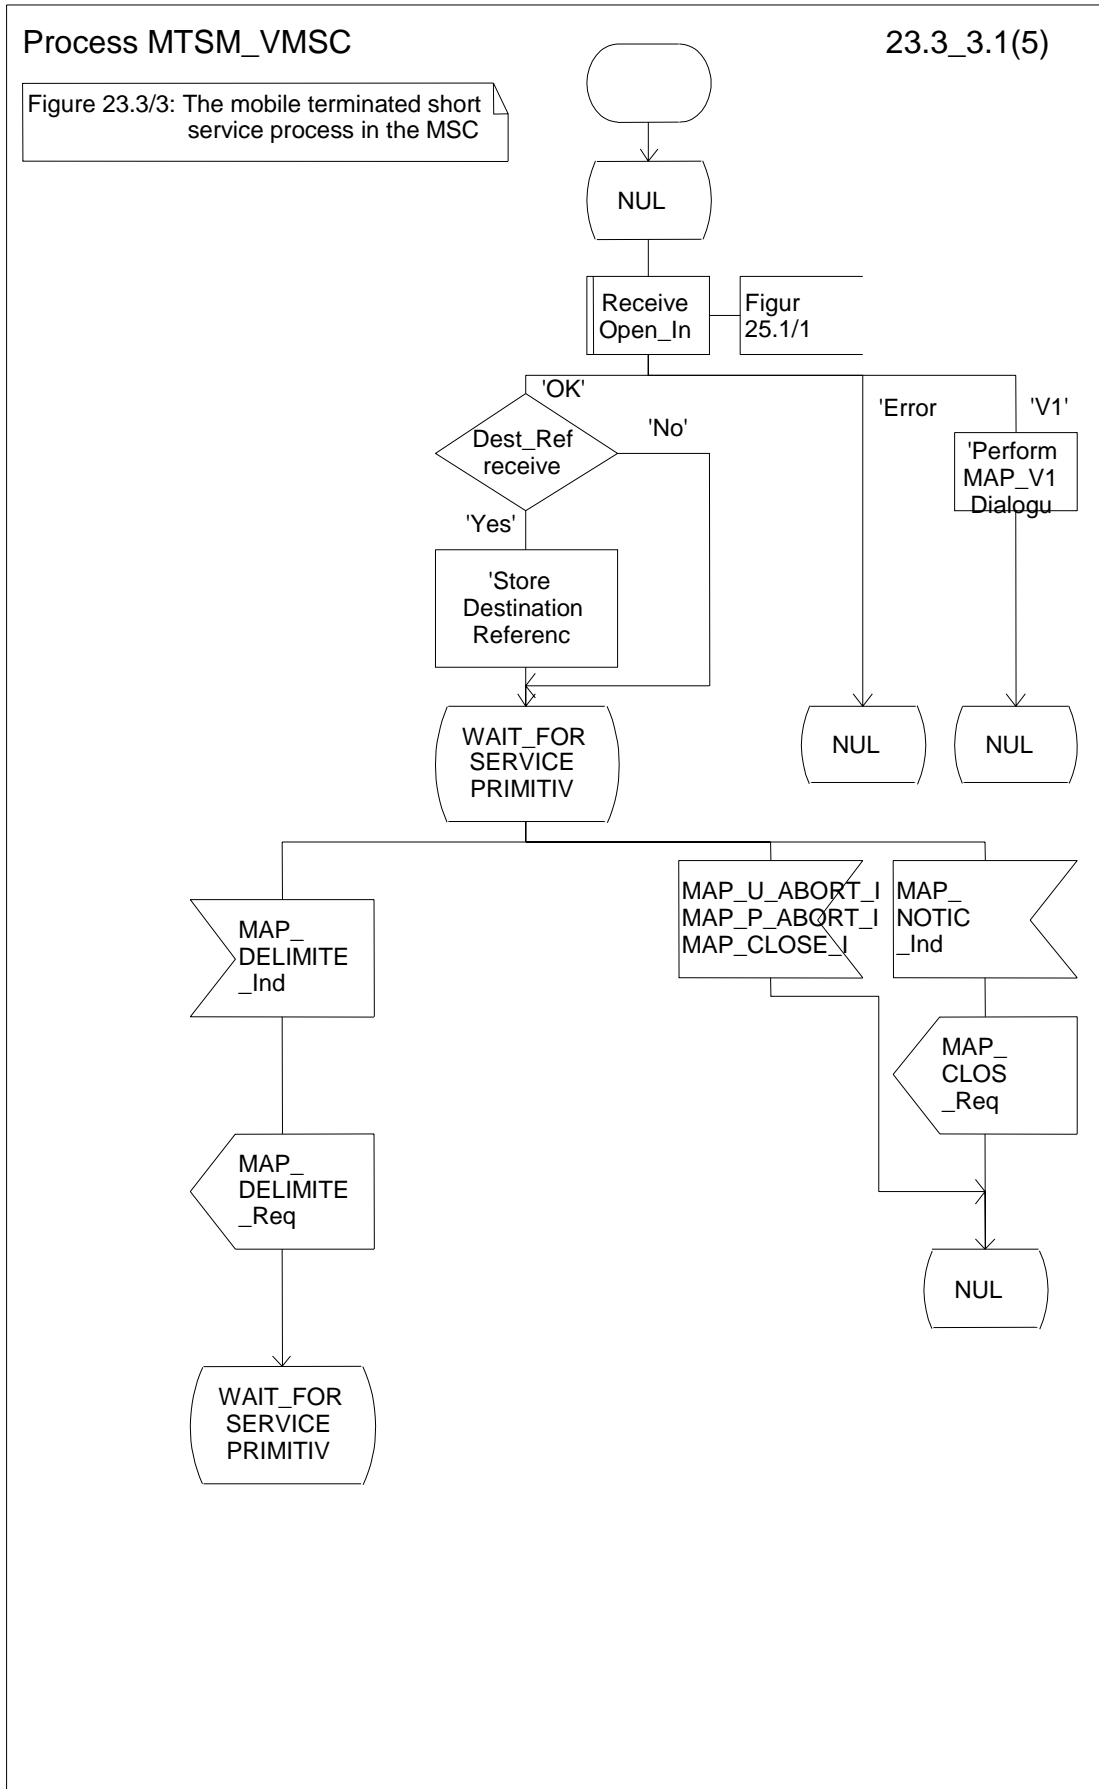 Process MTSM_VMSC
23.3_3.1(5)
Figure 23.3/3: The mobile terminated short
service process in the MSC
NUL
Receive
Open_In
Figur
25.1/1
'OK'
'Error
'V1'
Dest_Ref
receive
'No'
'Perform
MAP_V1
Dialogu
'Yes'
'Store
Destination
Referenc
WAIT_FOR
SERVICE
PRIMITIV
NUL
NUL
MAP_
DELIMITE
_Ind
MAP_U_ABORT_I
MAP_P_ABORT_I
MAP_CLOSE_I
MAP_
NOTIC
_Ind
MAP_
CLOS
_Req
MAP_
DELIMITE
_Req
NUL
WAIT_FOR
SERVICE
PRIMITIV